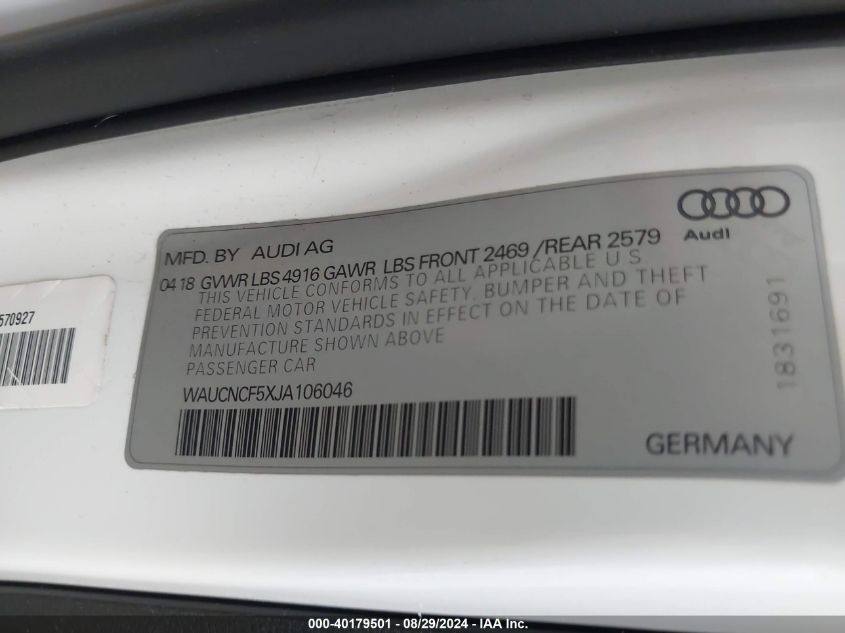 Audi
MFD. BY AUDI AG
04 18 GVWR LBS 4916 GAWR LBS FRONT 2469 /REAR 2579
THIS VEHICLE CONFORMS TO ALL APPLICABLE U S
FEDERAL MOTOR VEHICLE SAFETY, BUMPER AND THEFT
PREVENTION STANDARDS IN EFFECT ON THE DATE OF
MANUFACTURE SHOWN ABOVE
PASSENGER CAR
WAUCNCF5XJA106046
GERMANY
1831691
570927
000-40179501 - 08/29/2024 - IAA Inc.